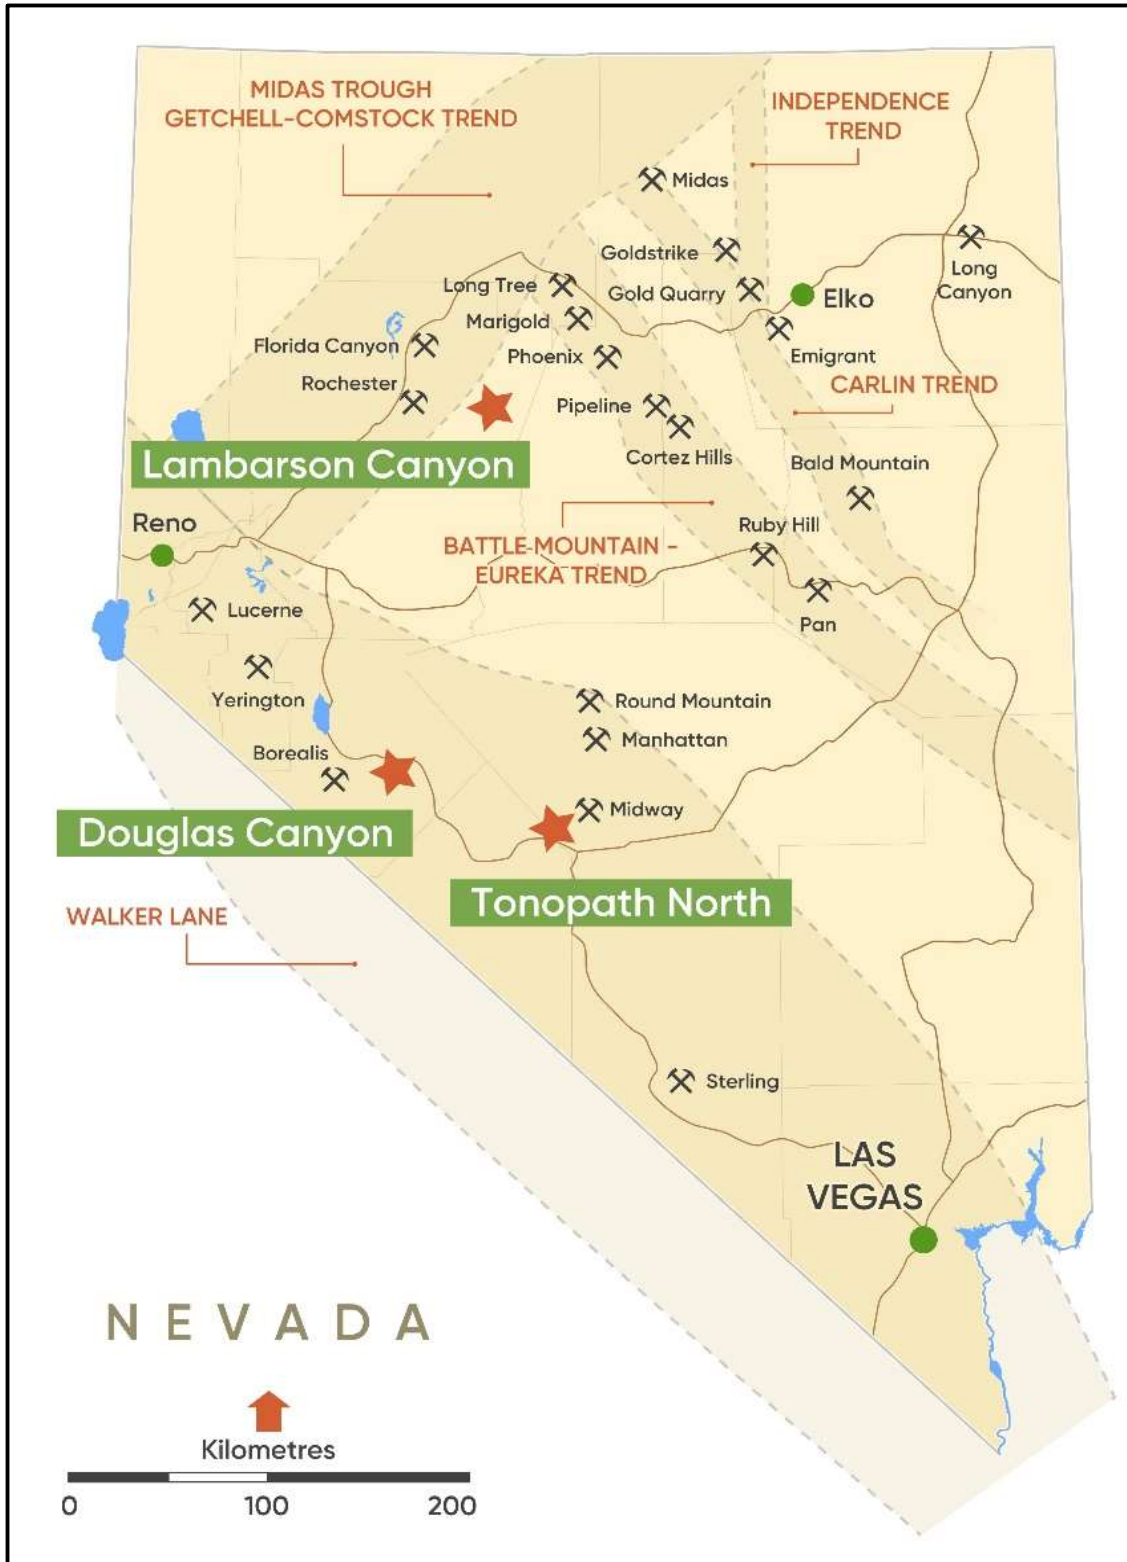 MIDAS TROUGH
GETCHELL-COMSTOCK TREND
INDEPENDENCE
TREND
Midas
Goldstrike
Long
Canyon
Long Tree
Gold Quarry
Elko
Marigold
Florida Canyon
Phoenix
Emigrant
Rochester
CARLIN TREND
Pipeline
Cortez Hills
Lambarson Canyon
Bald Mountain
Reno
Ruby Hill
BATTLE-MOUNTAIN -
EUREKA TREND
Lucerne
Pan
Yerington
Round Mountain
Manhattan
Borealis
Midway
Douglas Canyon
Tonopath North
WALKER LANE
Sterling
LAS
VEGAS
NEVADA
Kilometres
0 100 200